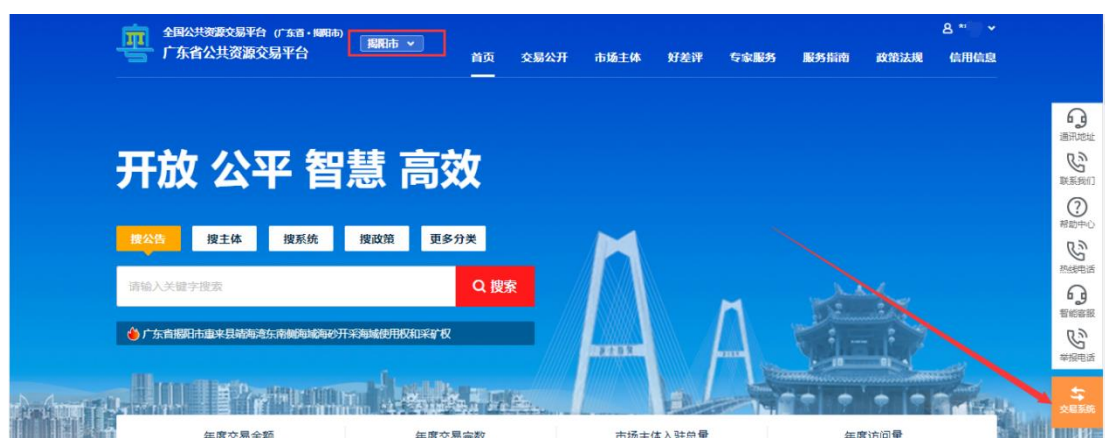 全国公共资源交易平台 (广东省·揭阳市)
广东省公共资源交易平台
揭阳市
首页 交易公开 市场主体 好差评 专家服务 服务指南 政策法规 信用信息
开放 公平 智慧 高效
搜公告 搜主体 搜系统 搜政策 更多分类
请输入关键字搜索
搜索
广东省揭阳市惠来县靖海湾东南侧海域海砂开采海域使用权和采矿权
年度交易金额 年度交易宗数 市场主体入驻总量 年度访问量
通讯地址
联系我们
帮助中心
热线电话
智能客服
举报电话
交易系统